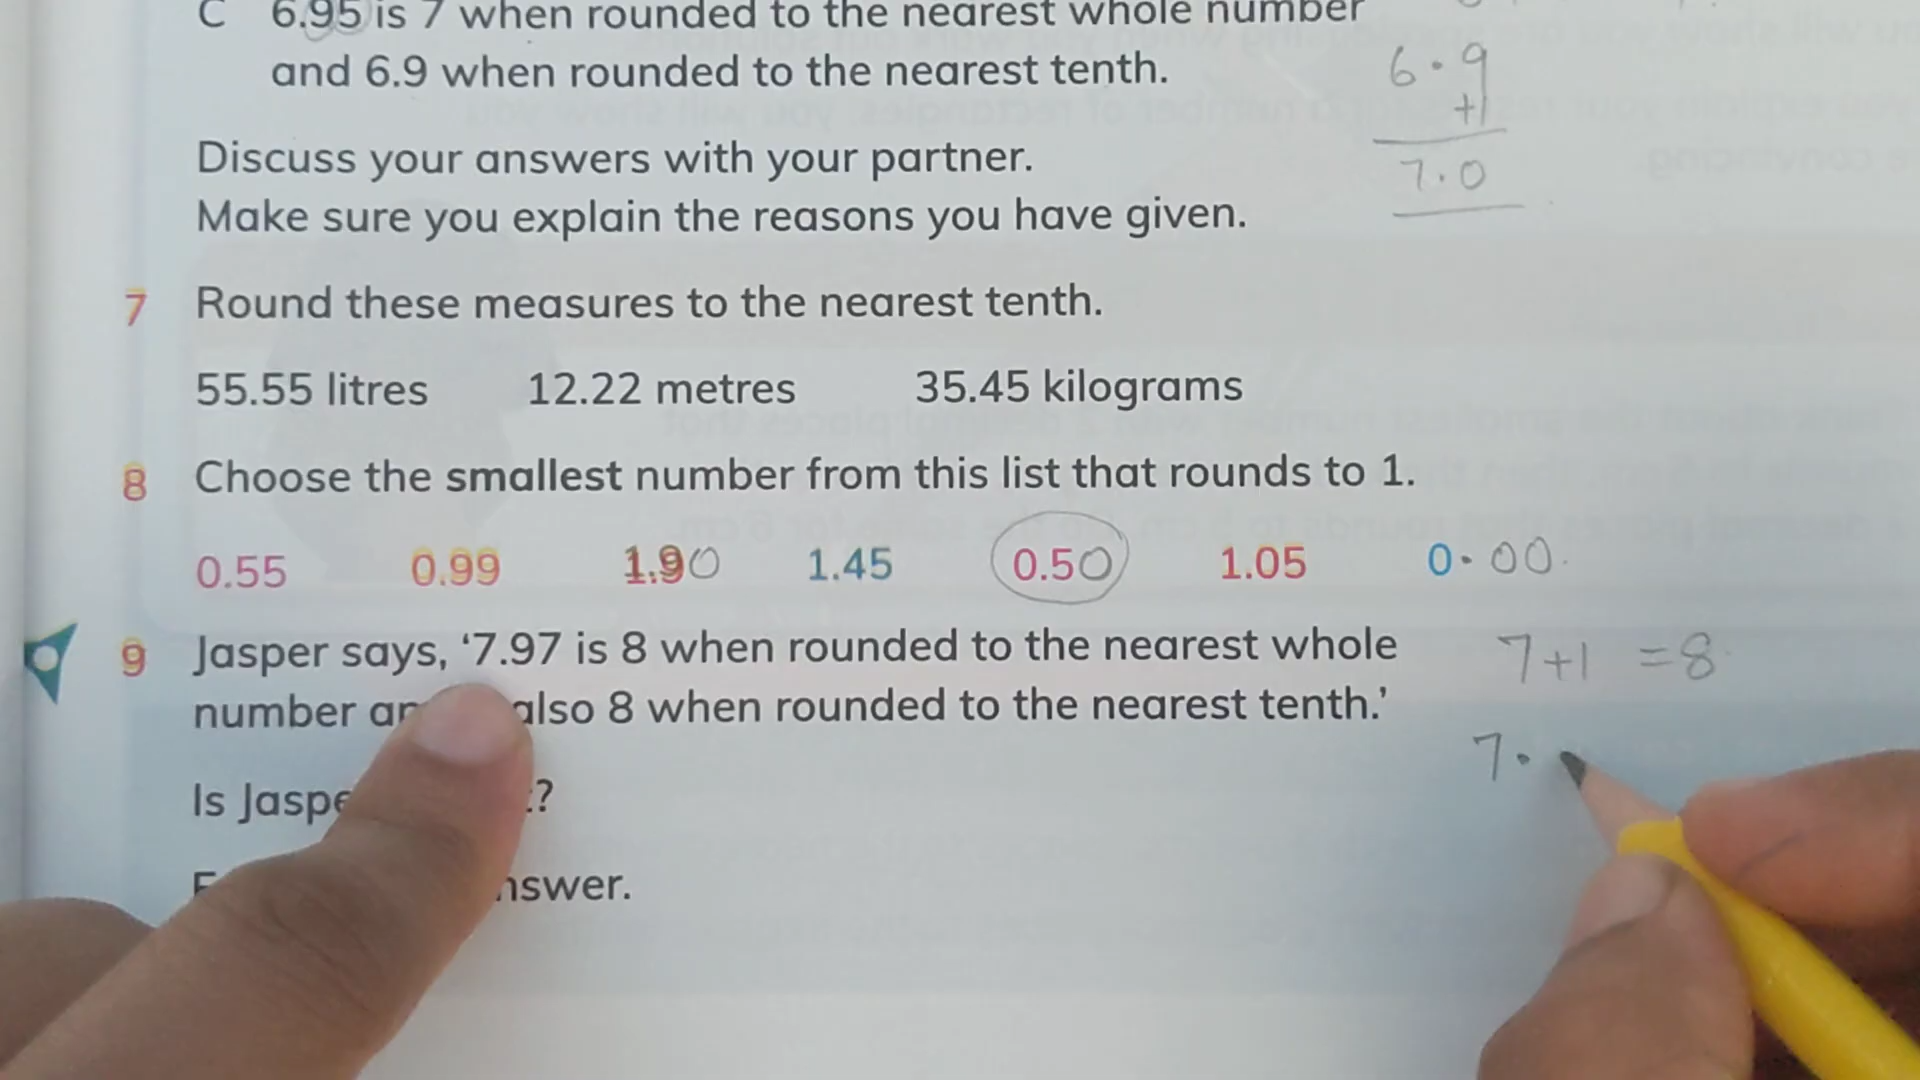 C 6.95 is 7 when rounded to the nearest whole number
and 6.9 when rounded to the nearest tenth.
6.9
+1
7.0
Discuss your answers with your partner.
Make sure you explain the reasons you have given.
7 Round these measures to the nearest tenth.
55.55 litres 12.22 metres 35.45 kilograms
8 Choose the smallest number from this list that rounds to 1.
0.55 0.99 1.90 1.45 0.50 1.05 0.00
9 Jasper says, ‘7.97 is 8 when rounded to the nearest whole
number also 8 when rounded to the nearest tenth.’
7+1 =8
7.
Is ?